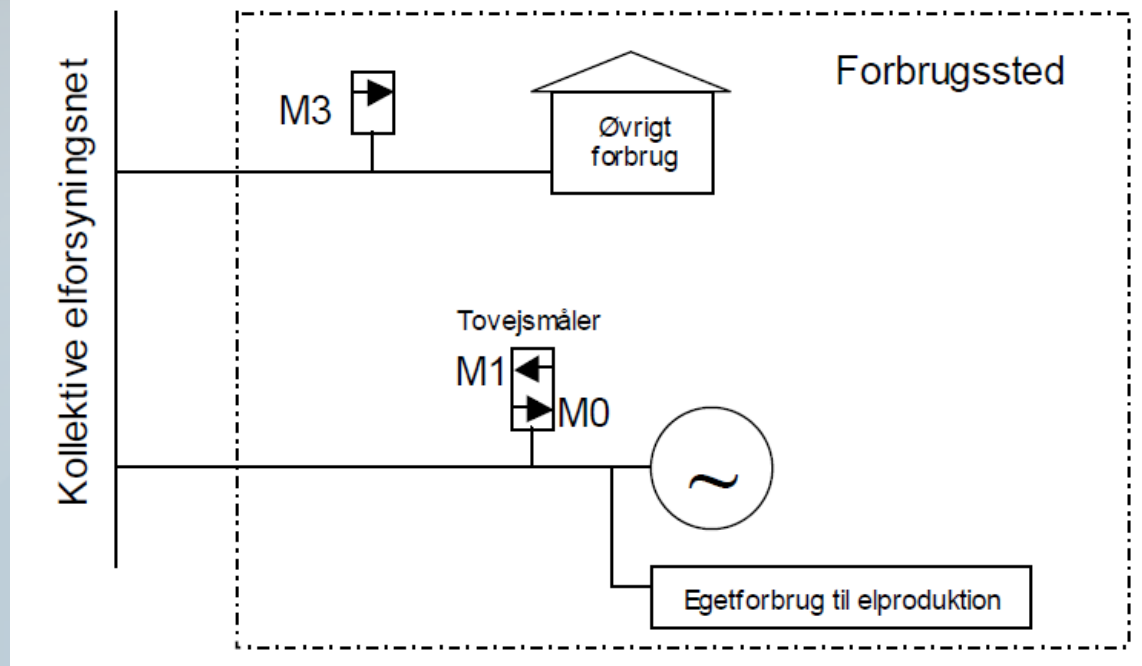 Kollektive elforsyningsnet
Forbrugssted
M3
Øvrigt
forbrug
Tovejsmåler
M1
M0
~
Egetforbrug til elproduktion